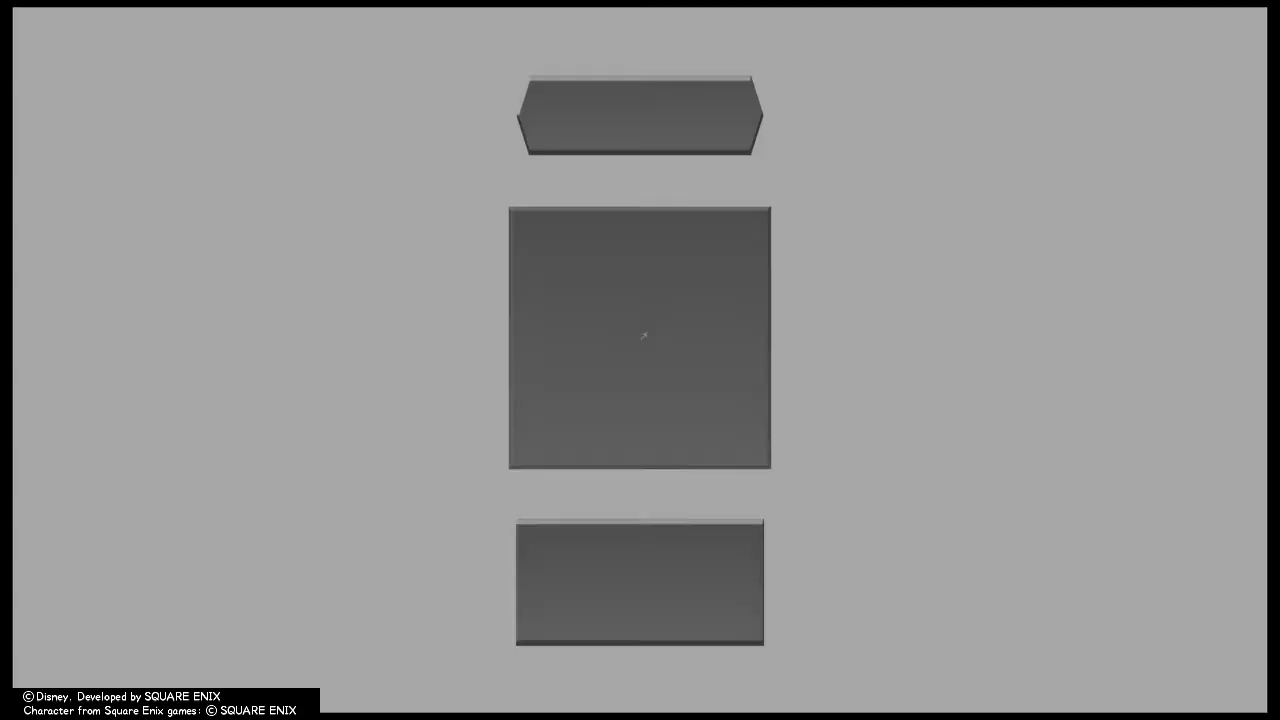 ©Disney. Developed by SQUARE ENIX
Character from Square Enix games: © SQUARE ENIX